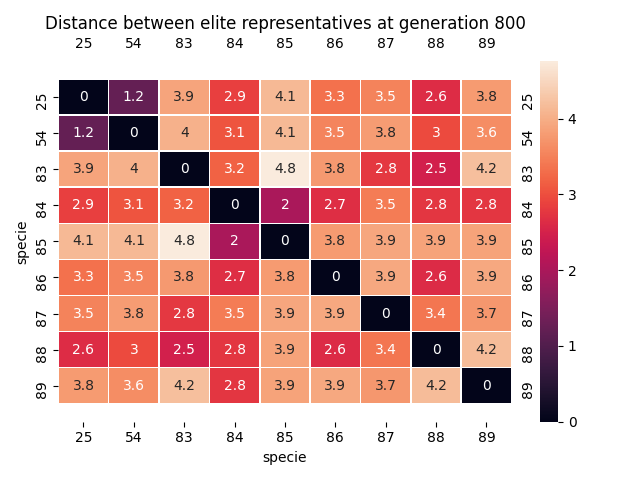 Distance between elite representatives at generation 800
25 54 83 84 85 86 87 88 89
25 0 1.2 3.9 2.9 4.1 3.3 3.5 2.6 3.8 25
54 1.2 0 4 3.1 4.1 3.5 3.8 3 3.6 54
83 3.9 4 0 3.2 4.8 3.8 2.8 2.5 4.2 83
84 2.9 3.1 3.2 0 2 2.7 3.5 2.8 2.8 84
85 4.1 4.1 4.8 2 0 3.8 3.9 3.9 3.9 85
86 3.3 3.5 3.8 2.7 3.8 0 3.9 2.6 3.9 86
87 3.5 3.8 2.8 3.5 3.9 3.9 0 3.4 3.7 87
88 2.6 3 2.5 2.8 3.9 2.6 3.4 0 4.2 88
89 3.8 3.6 4.2 2.8 3.9 3.9 3.7 4.2 0 89
25 54 83 84 85 86 87 88 89
specie
specie
4
3
2
1
0